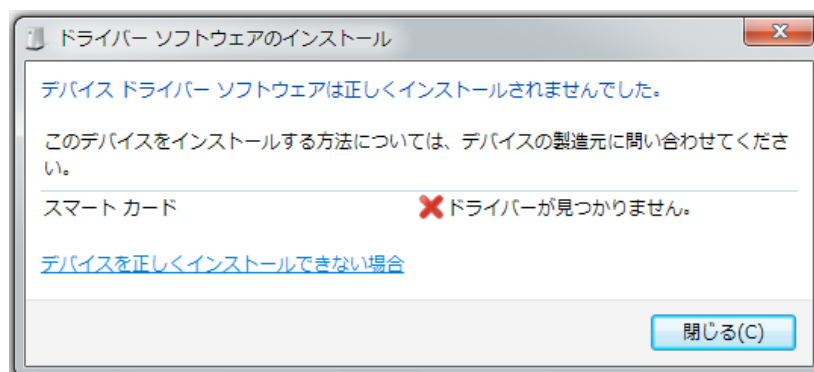 ドライバー ソフトウェアのインストール
デバイス ドライバー ソフトウェアは正しくインストールされませんでした。
このデバイスをインストールする方法については、デバイスの製造元に問い合わせてくださ
い。
スマート カード ドライバーが見つかりません。
デバイスを正しくインストールできない場合
閉じる(C)